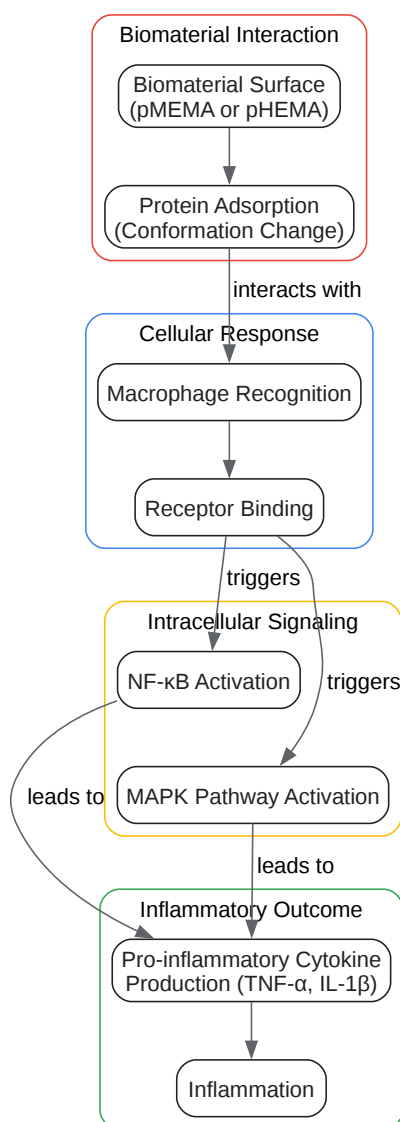 Biomaterial Interaction
Biomaterial Surface
(pMEMA or pHEMA)
Protein Adsorption
(Conformation Change)
interacts with
Cellular Response
Macrophage Recognition
Receptor Binding
triggers
Intracellular Signaling
NF-κB Activation
triggers
MAPK Pathway Activation
leads to
leads to
Inflammatory Outcome
Pro-inflammatory Cytokine
Production (TNF-α, IL-1β)
Inflammation